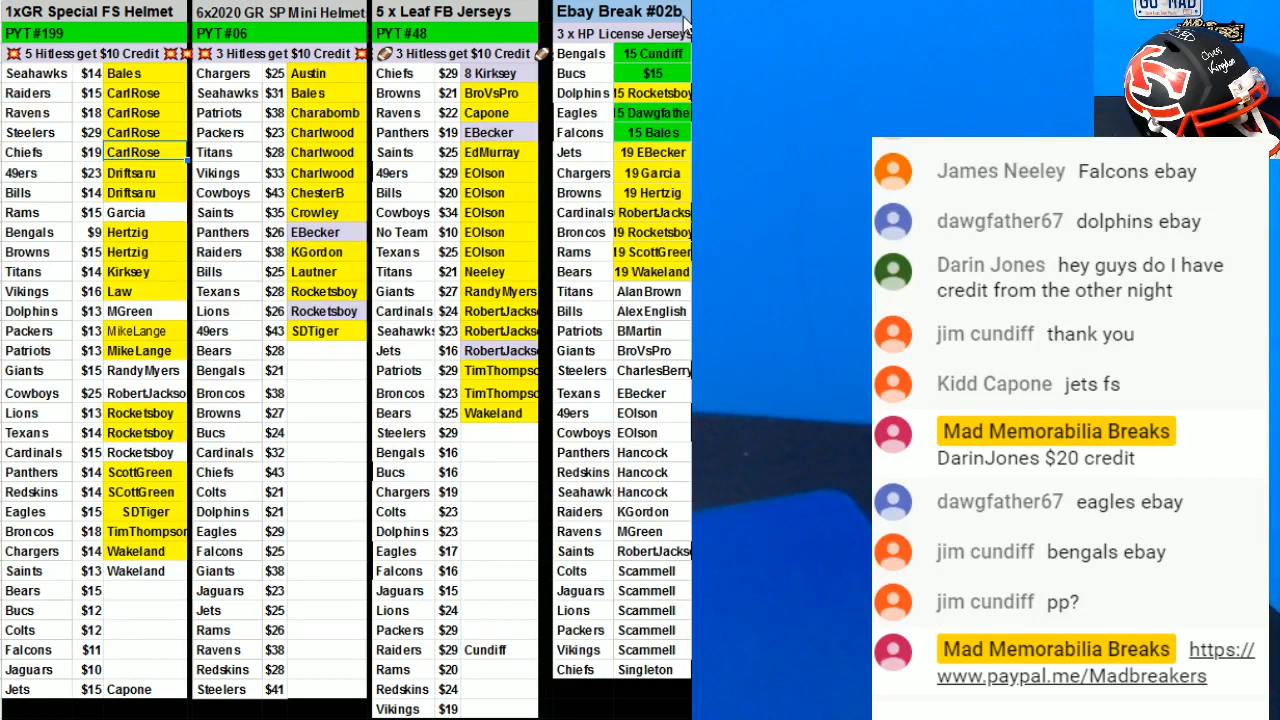 1xGR Special FS Helmet
PYT #199
5 Hitless get $10 Credit
Seahawks $14 Bales
Raiders $15 CarlRose
Ravens $18 CarlRose
Steelers $29 CarlRose
Chiefs $19 CarlRose
49ers $23 Driftsaru
Bills $14 Driftsaru
Rams $15 Garcia
Bengals $9 Hertzig
Browns $15 Hertzig
Titans $14 Kirksey
Vikings $16 Law
Dolphins $13 MGreen
Packers $13 MikeLange
Patriots $13 MikeLange
Giants $15 RandyMyers
Cowboys $25 RobertJackso
Lions $13 Rocketsboy
Texans $14 Rocketsboy
Cardinals $15 Rocketsboy
Panthers $14 ScottGreen
Redskins $14 SCottGreen
Eagles $15 SDTiger
Broncos $18 TimThompson
Chargers $14 Wakeland
Saints $13 Wakeland
Bears $15
Bucs $12
Colts $12
Falcons $11
Jaguars $10
Jets $15 Capone
6x2020 GR SP Mini Helmet
PYT #06
3 Hitless get $10 Credit
Chargers $25 Austin
Seahawks $31 Bales
Patriots $38 Charabomb
Packers $23 Charlwood
Titans $28 Charlwood
Vikings $33 Charlwood
Cowboys $43 ChesterB
Saints $35 Crowley
Panthers $26 EBecker
Raiders $38 KGordon
Bills $25 Lautner
Texans $28 Rocketsboy
Lions $26 Rocketsboy
49ers $43 SDTiger
Bears $28
Bengals $21
Broncos $38
Browns $27
Bucs $24
Cardinals $32
Chiefs $43
Colts $21
Dolphins $21
Eagles $29
Falcons $25
Giants $38
Jaguars $23
Jets $25
Rams $26
Ravens $38
Redskins $28
Steelers $41
5 x Leaf FB Jerseys
PYT #48
3 Hitless get $10 Credit
Chiefs $29 8 Kirksey
Browns $21 BroVsPro
Ravens $22 Capone
Panthers $19 EBecker
Saints $25 EdMurray
49ers $29 EOlson
Bills $20 EOlson
Cowboys $34 EOlson
No Team $10 EOlson
Texans $25 EOlson
Titans $21 Neeley
Giants $27 RandyMyers
Cardinals $24 RobertJackso
Seahawks $23 RobertJackso
Jets $16 RobertJackso
Patriots $29 TimThompso
Broncos $23 TimThompso
Bears $25 Wakeland
Steelers $29
Bengals $16
Bucs $16
Chargers $19
Colts $23
Dolphins $23
Eagles $17
Falcons $16
Jaguars $15
Lions $24
Packers $29
Raiders $29 Cundiff
Rams $20
Redskins $24
Vikings $19
Ebay Break #02b
3 x HP License Jerseys
Bengals 15 Cundiff
Bucs $15
Dolphins 15 Rocketsboy
Eagles 15 Dawgfathe
Falcons 15 Bales
Jets 19 EBecker
Chargers 19 Garcia
Browns 19 Hertzig
Cardinals RobertJacks
Broncos 19 Rocketsboy
Rams 19 ScottGreen
Bears 19 Wakeland
Titans AlanBrown
Bills AlexEnglish
Patriots BMartin
Giants BroVsPro
Steelers CharlesBerry
Texans EBecker
49ers EOlson
Cowboys EOlson
Panthers Hancock
Redskins Hancock
Seahawk Hancock
Raiders KGordon
Ravens MGreen
Saints RobertJackso
Colts Scammell
Jaguars Scammell
Lions Scammell
Packers Scammell
Vikings Scammell
Chiefs Singleton
GO MAD
James Neeley Falcons ebay
dawgfather67 dolphins ebay
Darin Jones hey guys do I have
credit from the other night
jim cundiff thank you
Kidd Capone jets fs
Mad Memorabilia Breaks
DarinJones $20 credit
dawgfather67 eagles ebay
jim cundiff bengals ebay
jim cundiff pp?
Mad Memorabilia Breaks https://
www.paypal.me/Madbreakers